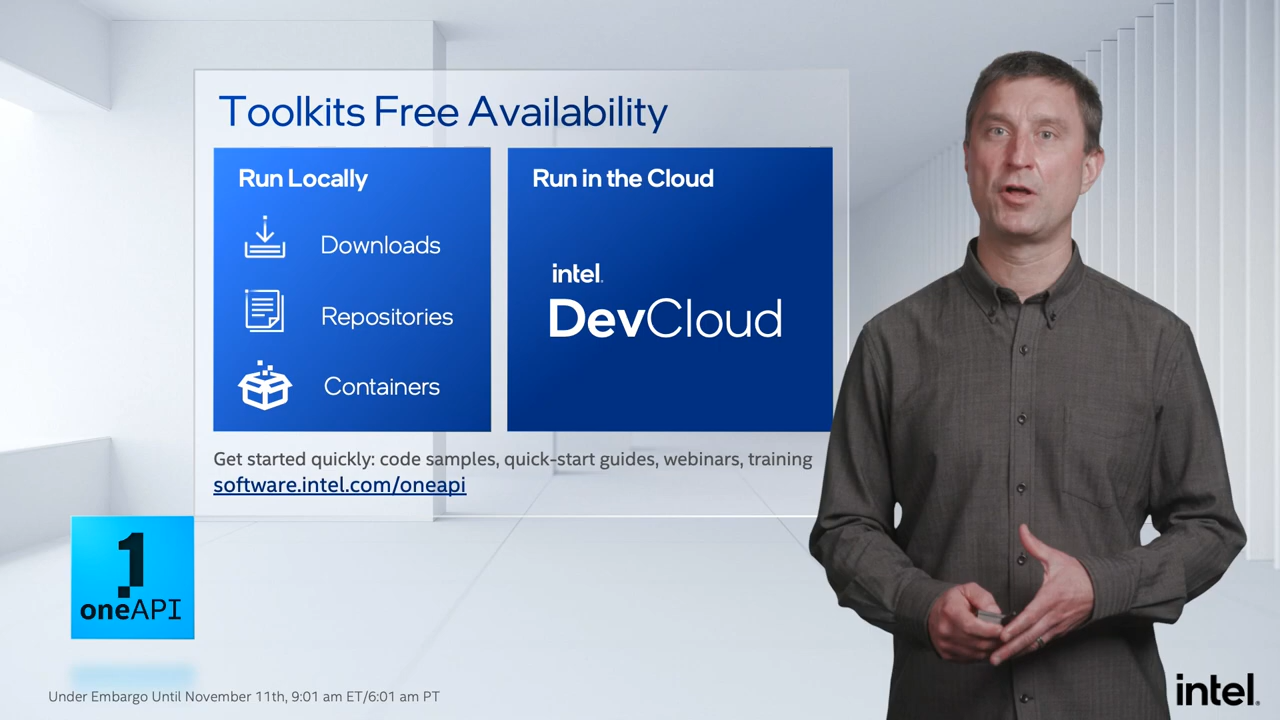 Toolkits Free Availability
Run Locally
Downloads
Repositories
Containers
Run in the Cloud
intel.
DevCloud
Get started quickly: code samples, quick-start guides, webinars, training
software.intel.com/oneapi
1
oneAPI
Under Embargo Until November 11th, 9:01 am ET/6:01 am PT
intel.